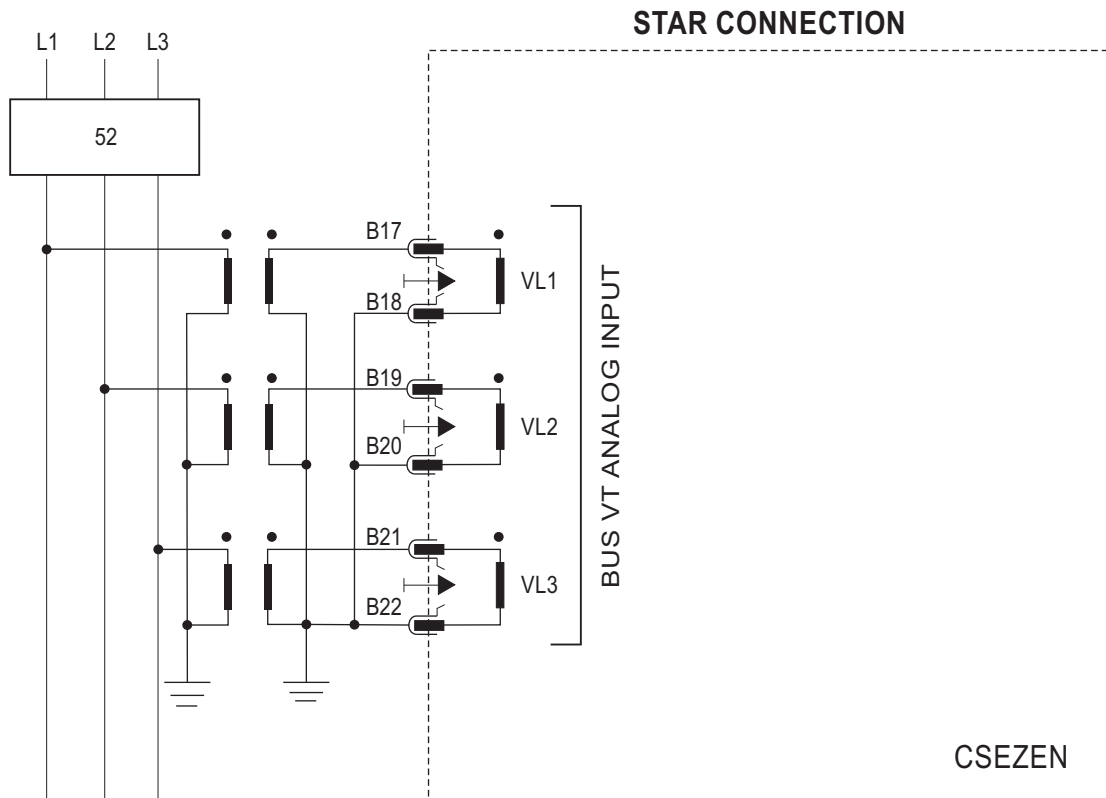 STAR CONNECTION
L1 L2 L3
52
B17
VL1
B18
B19
VL2
B20
B21
VL3
B22
BUS VT ANALOG INPUT
CSEZEN